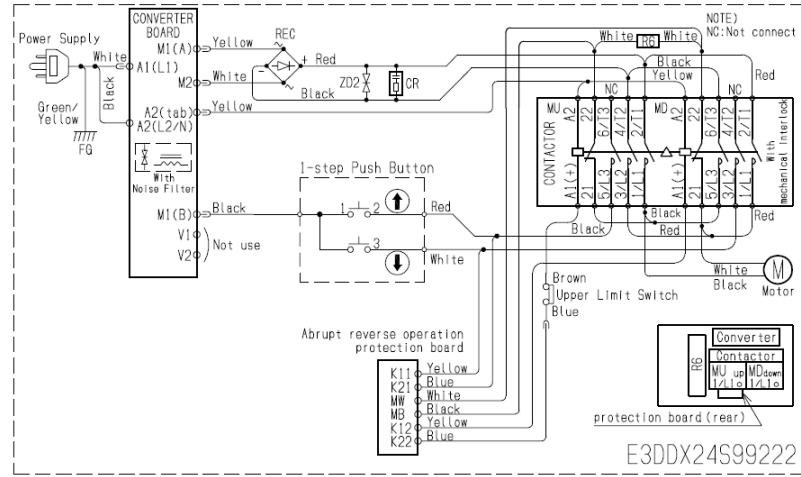 CONVERTER
BOARD
Power Supply
White
Black
Green/
Yellow
FG
M1(A)
A1(L1)
M2
A2(tab)
A2(L2/N)
With
Noise Filter
M1(B)
V1
V2
Not use
Yellow
White
Yellow
Black
REC
-
+
Red
Black
ZD2
CR
NOTE)
NC:Not connect
White
R6
White
Black
Yellow
Red
NC
NC
CONTACTOR
MU
A2
22
6/T3
4/T2
2/T1
MD
A2
22
6/T3
4/T2
2/T1
A1(+)
21
5/L3
3/L2
1/L1
A1(+)
21
5/L3
3/L2
1/L1
With
mechanical interlock
1-step Push Button
1
2
3
Red
White
Black
Black
Red
Red
White
Black
M
Motor
Brown
Upper Limit Switch
Blue
Abrupt reverse operation
protection board
K11
Yellow
K21
Blue
MW
White
MB
Black
K12
Yellow
K22
Blue
Converter
R6
Contactor
MU up
MD down
1/L1
1/L1
protection board(rear)
E3DDX24S99222